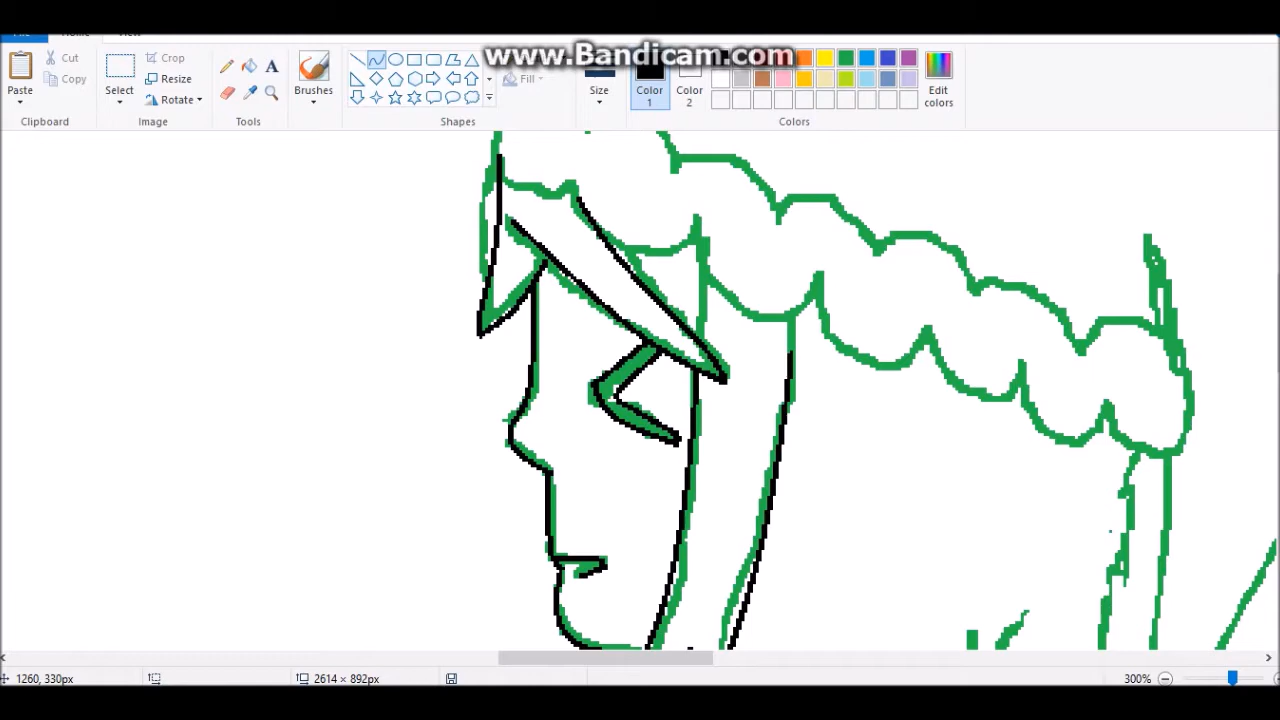 www.Bandicam.com
Cut
Copy
Paste
Clipboard
Select
Crop
Resize
Rotate
Image
A
Tools
Brushes
Fill
Shapes
Size
Color
1
Color
2
Edit
colors
Colors
1260, 330px
2614 × 892px
300%